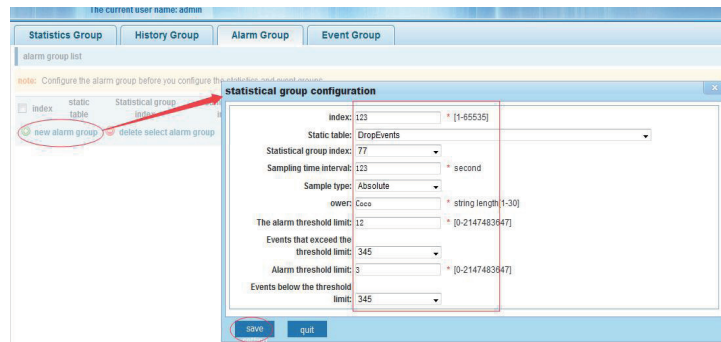 The current user name: admin
Statistics Group
History Group
Alarm Group
Event Group
alarm group list
note: Configure the alarm group before you configure the statistics and event groups
index
static table
Statistical group index
new alarm group
delete select alarm group
statistical group configuration
index: 123 * [1-65535]
Static table: DropEvents
Statistical group index: 77
Sampling time interval: 123 * second
Sample type: Absolute
ower: Coco * string length[1-30]
The alarm threshold limit: 12 * [0-2147483647]
Events that exceed the
threshold limit: 345
Alarm threshold limit: 3 * [0-2147483647]
Events below the threshold
limit: 345
save
quit